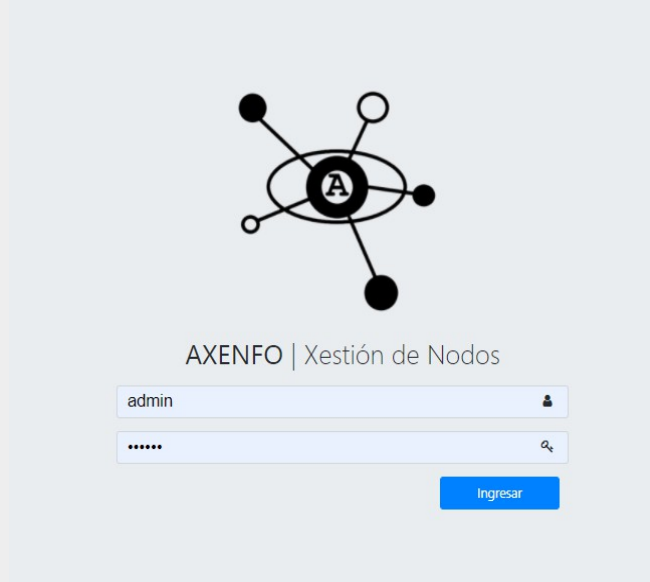 A
AXENFO | Xestión de Nodos
admin
••••••
Ingresar